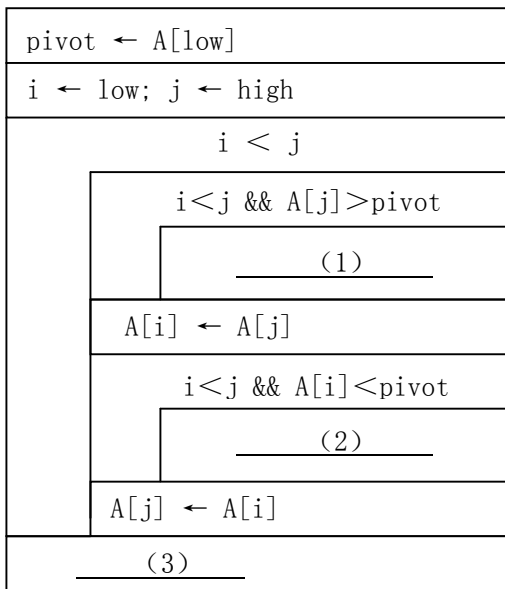 pivot ← A[low]
i ← low; j ← high
i < j
i<j && A[j]>pivot
(1)
A[i] ← A[j]
i<j && A[i]<pivot
(2)
A[j] ← A[i]
(3)